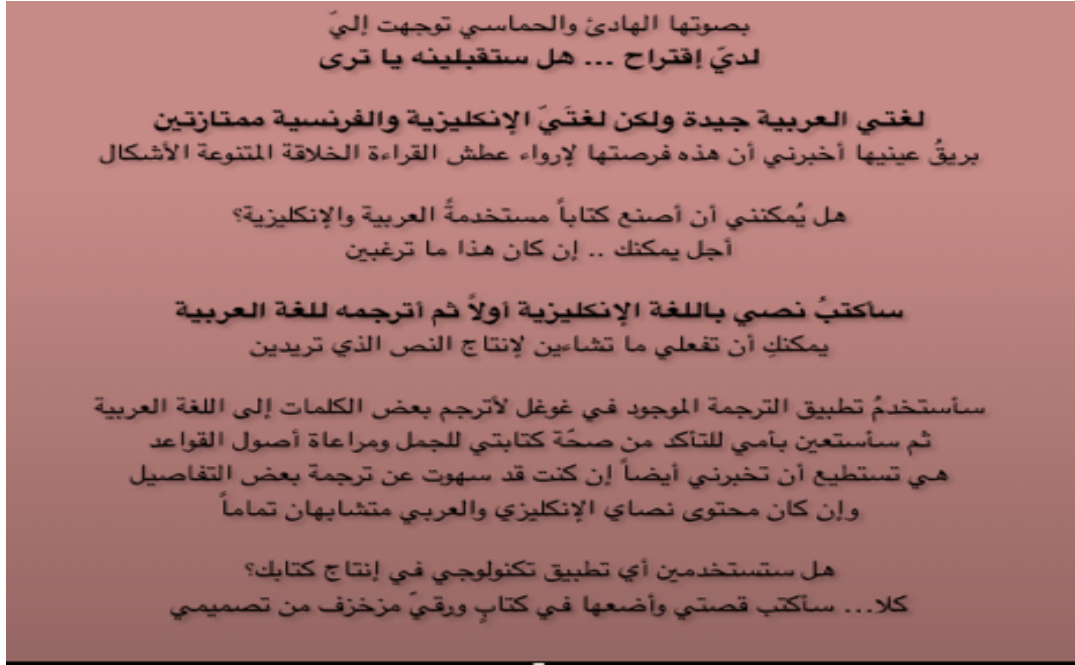 بصوتها الهادئ والحماسي توجهت إليّ
لديّ إقتراح ... هل ستقبلينه يا ترى
لغتي العربية جيدة ولكن لغتَيّ الإنكليزية والفرنسية ممتازتين
بريقُ عينيها أخبرني أن هذه فرصتها لإرواء عطش القراءة الخلاقة المتنوعة الأشكال
هل يُمكنني أن أصنع كتاباً مستخدمةً العربية والإنكليزية؟
أجل يمكنك .. إن كان هذا ما ترغبين
سأكتبُ نصي باللغة الإنكليزية أولاً ثم أترجمه للغة العربية
يمكنكِ أن تفعلي ما تشاءين لإنتاج النص الذي تريدين
سأستخدمُ تطبيق الترجمة الموجود في غوغل لأترجم بعض الكلمات إلى اللغة العربية
ثم سأستعين بأمي للتأكد من صحّة كتابتي للجمل ومراعاة أصول القواعد
هي تستطيع أن تخبرني أيضاً إن كنت قد سهوت عن ترجمة بعض التفاصيل
وإن كان محتوى نصاي الإنكليزي والعربي متشابهان تماماً
هل ستستخدمين أي تطبيق تكنولوجي في إنتاج كتابك؟
كلا... سأكتب قصتي وأضعها في كتابٍ ورقيّ مزخزف من تصميمي